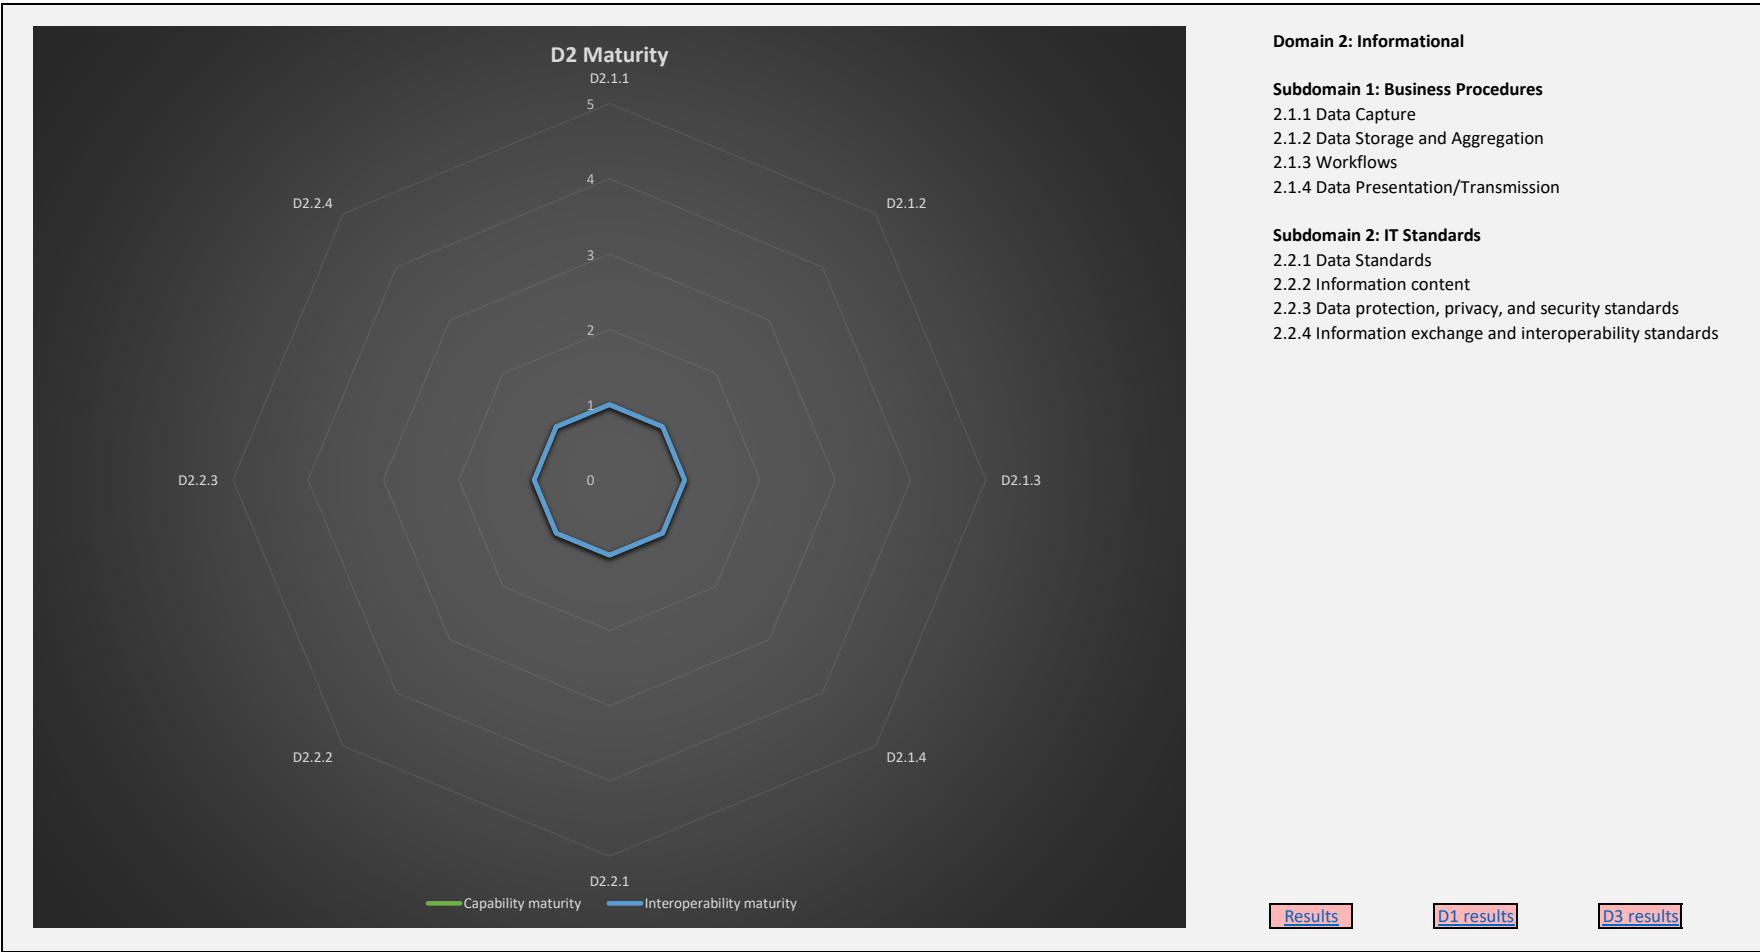 D2 Maturity
D2.1.1
5
4
3
2
1
0
D2.1.2
D2.1.3
D2.1.4
D2.2.1
D2.2.2
D2.2.3
D2.2.4
Capability maturity
Interoperability maturity
Domain 2: Informational
Subdomain 1: Business Procedures
2.1.1 Data Capture
2.1.2 Data Storage and Aggregation
2.1.3 Workflows
2.1.4 Data Presentation/Transmission
Subdomain 2: IT Standards
2.2.1 Data Standards
2.2.2 Information content
2.2.3 Data protection, privacy, and security standards
2.2.4 Information exchange and interoperability standards
Results
D1 results
D3 results